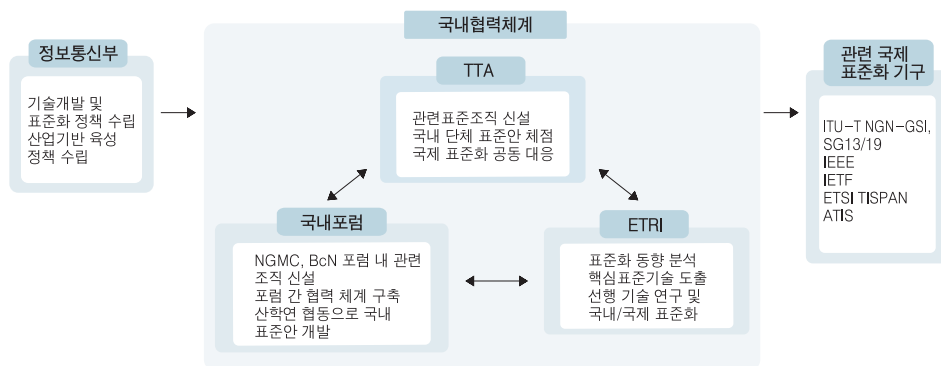 국내협력체계
정보통신부
기술개발 및
표준화 정책 수립
산업기반 육성
정책 수립
TTA
관련표준조직 신설
국내 단체 표준안 체점
국제 표준화 공동 대응
국내포럼
NGMC, BcN 포럼 내 관련
조직 신설
포럼 간 협력 체계 구축
산학연 협동으로 국내
표준안 개발
ETRI
표준화 동향 분석
핵심표준기술 도출
선행 기술 연구 및
국내/국제 표준화
관련 국제
표준화 기구
ITU-T NGN-GSI,
SG13/19
IEEE
IETF
ETSI TISPAN
ATIS